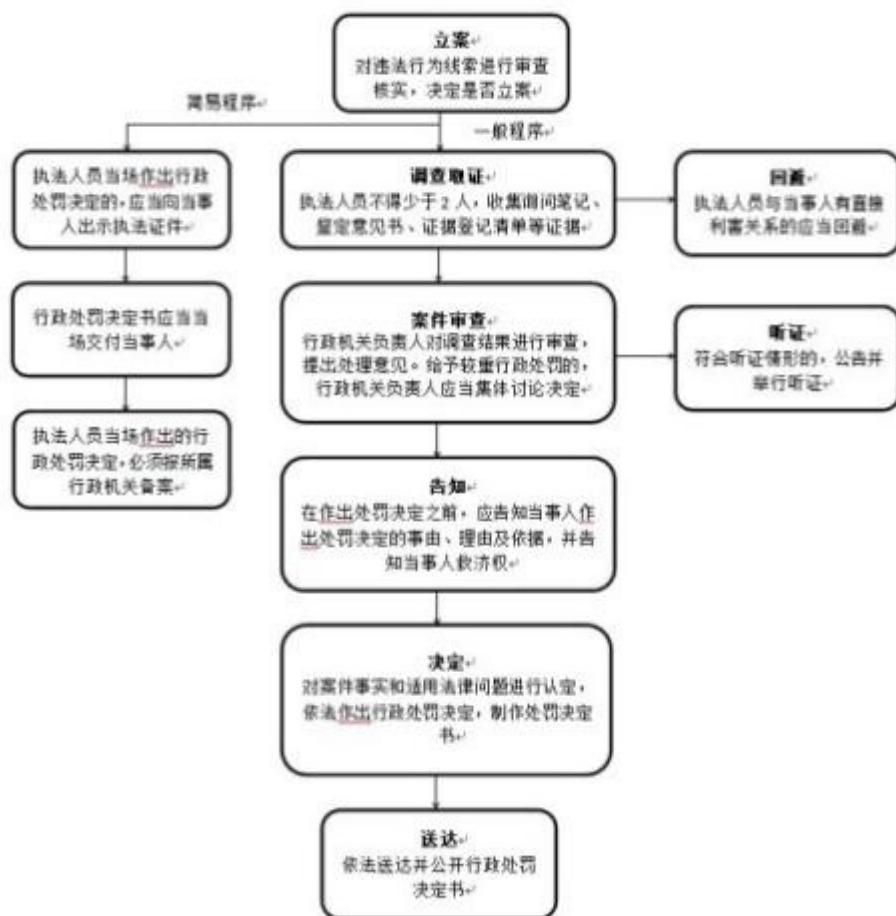 立案
对违法行为线索进行审查
核实，决定是否立案
简易程序
一般程序
执法人员当场作出行政
处罚决定的，应当向当事
人出示执法证件
调查取证
执法人员不得少于2人，收集询问笔记、
鉴定意见书、证据登记清单等证据
回避
执法人员与当事人有直接
利害关系的应当回避
行政处罚决定书应当当
场交付当事人
案件审查
行政机关负责人对调查结果进行审查，
提出处理意见。给予较重行政处罚的，
行政机关负责人应当集体讨论决定
听证
符合听证情形的，公告并
举行听证
执法人员当场作出的行
政处罚决定，必须报所属
行政机关备案
告知
在作出处罚决定之前，应告知当事人作
出处罚决定的事由、理由及依据，并告
知当事人救济权
决定
对案件事实和适用法律问题进行认定，
依法作出行政处罚决定，制作处罚决定
书
送达
依法送达并公开行政处罚
决定书